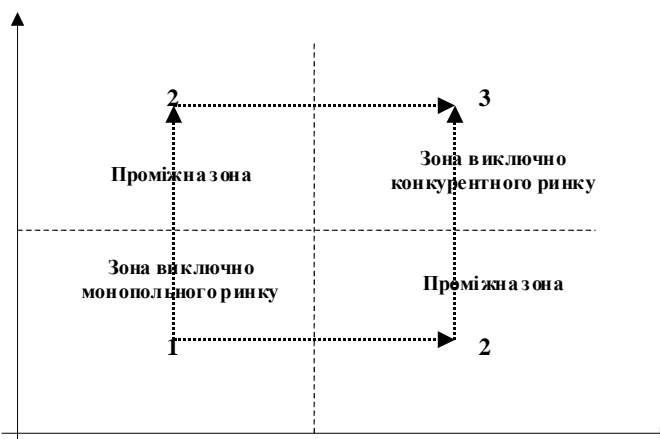 2
3
Проміжна зона
Зона виключно
конкурентного ринку
Зона виключно
монопольного ринку
Проміжна зона
1
2